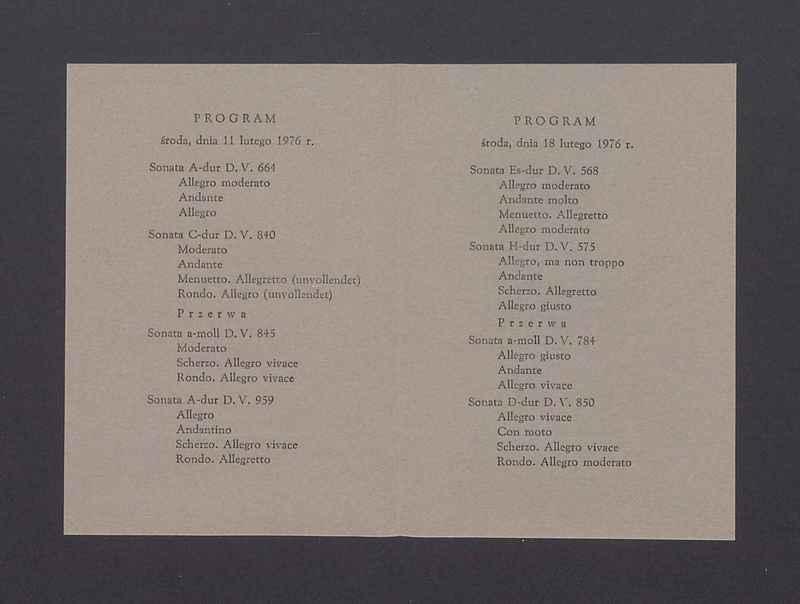 PROGRAM
środa, dnia 11 lutego 1976 r.
Sonata A-dur D. V. 664
Allegro moderato
Andante
Allegro
Sonata C-dur D. V. 840
Moderato
Andante
Menuetto. Allegretto (unvollendet)
Rondo. Allegro (unvollendet)
Przerwa
Sonata a-moll D. V. 845
Moderato
Scherzo. Allegro vivace
Rondo. Allegro vivace
Sonata A-dur D. V. 959
Allegro
Andantino
Scherzo. Allegro vivace
Rondo. Allegretto
PROGRAM
środa, dnia 18 lutego 1976 r.
Sonata Es-dur D. V. 568
Allegro moderato
Andante molto
Menuetto. Allegretto
Allegro moderato
Sonata H-dur D. V. 575
Allegro, ma non troppo
Andante
Scherzo. Allegretto
Allegro giusto
Przerwa
Sonata a-moll D. V. 784
Allegro giusto
Andante
Allegro vivace
Sonata D-dur D. V. 850
Allegro vivace
Con moto
Scherzo. Allegro vivace
Rondo. Allegro moderato